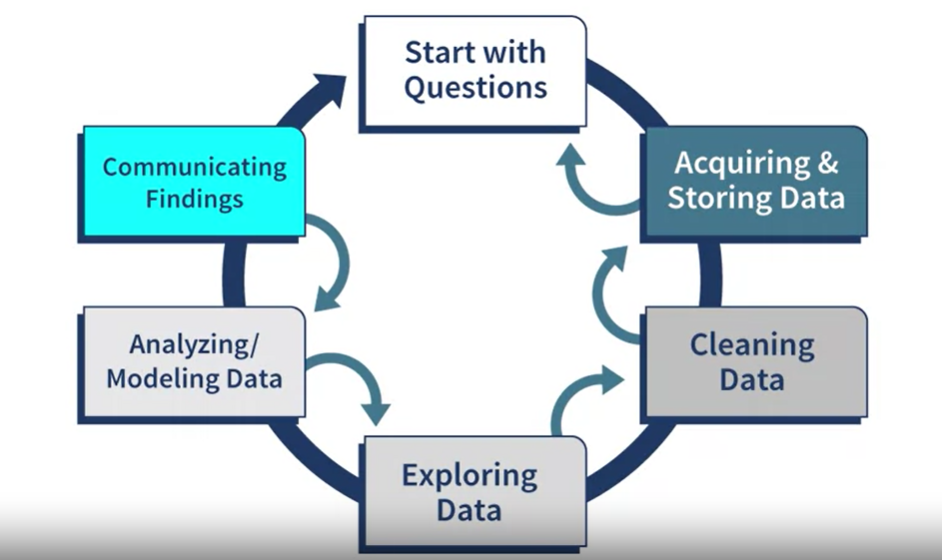 Start with
Questions
Acquiring &
Storing Data
Cleaning
Data
Exploring
Data
Analyzing/
Modeling Data
Communicating
Findings